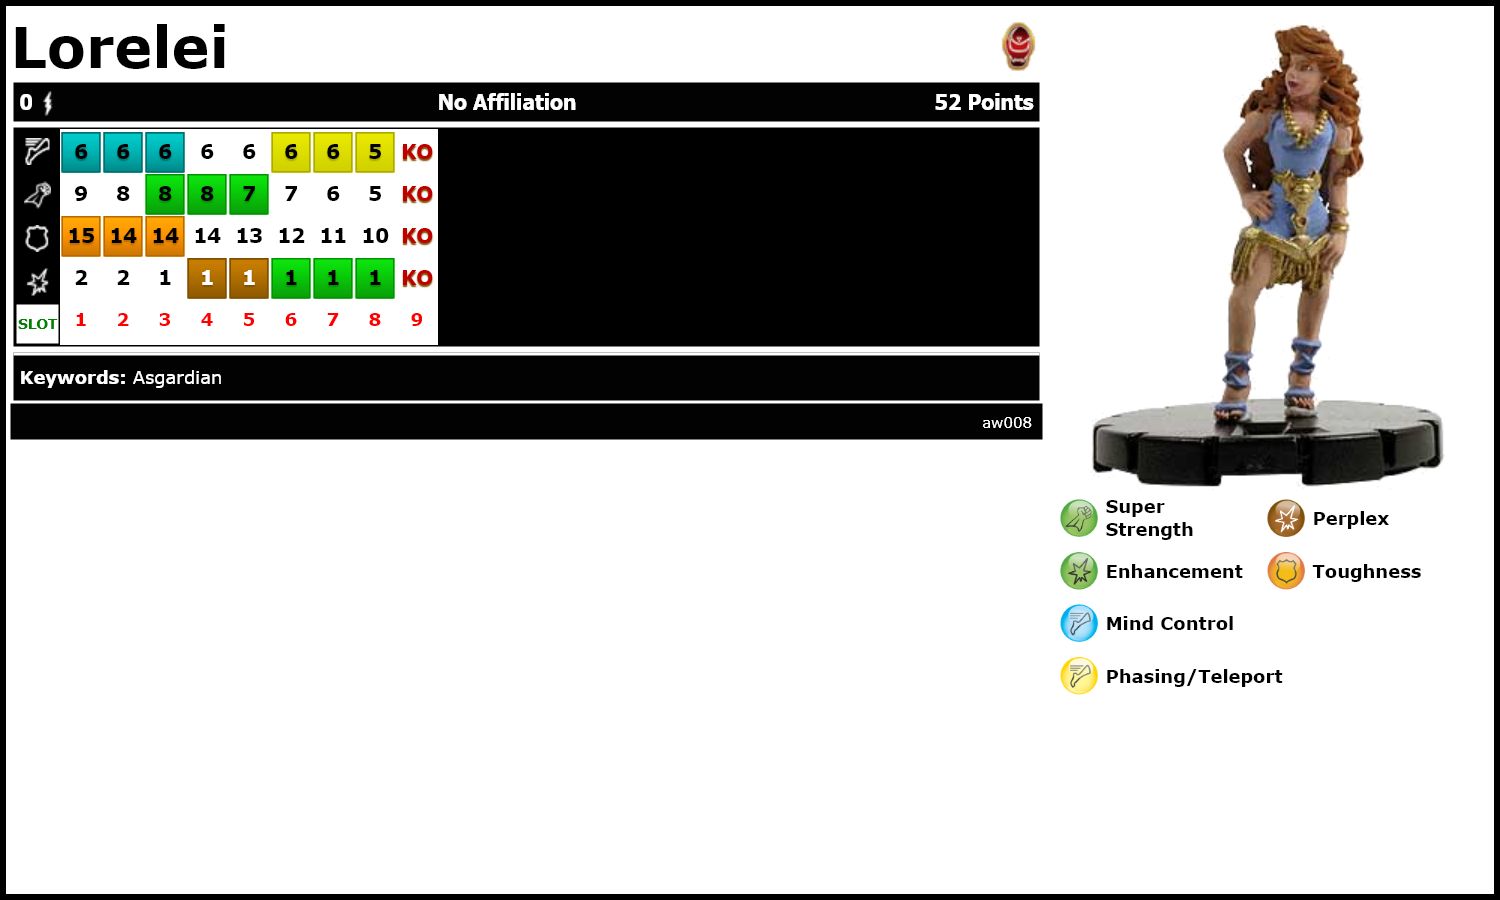 Lorelei
0 No Affiliation 52 Points
6 6 6 6 6 6 6 5 KO
9 8 8 8 7 7 6 5 KO
15 14 14 14 13 12 11 10 KO
2 2 1 1 1 1 1 1 KO
SLOT 1 2 3 4 5 6 7 8 9
Keywords: Asgardian
aw008
Super Strength
Perplex
Enhancement
Toughness
Mind Control
Phasing/Teleport